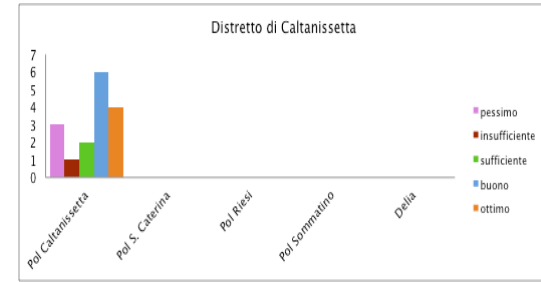 Distretto di Caltanissetta
7
6
5
4
3
2
1
0
pessimo
insufficiente
sufficiente
buono
ottimo
Pol Caltanissetta
Pol S. Caterina
Pol Riesi
Pol Sommatino
Delia